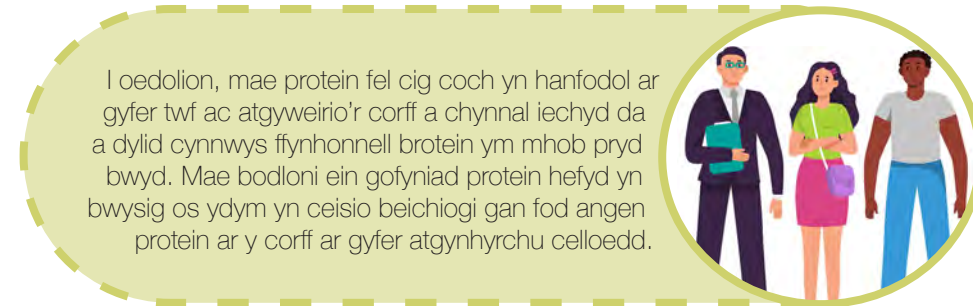 I oedolion, mae protein fel cig coch yn hanfodol ar
gyfer twf ac atgyweirio’r corff a chynnal iechyd da
a dylid cynnwys ffynhonnell brotein ym mhob pryd
bwyd. Mae bodloni ein gofyniad protein hefyd yn
bwysig os ydym yn ceisio beichiogi gan fod angen
protein ar y corff ar gyfer atgynhyrchu celloedd.